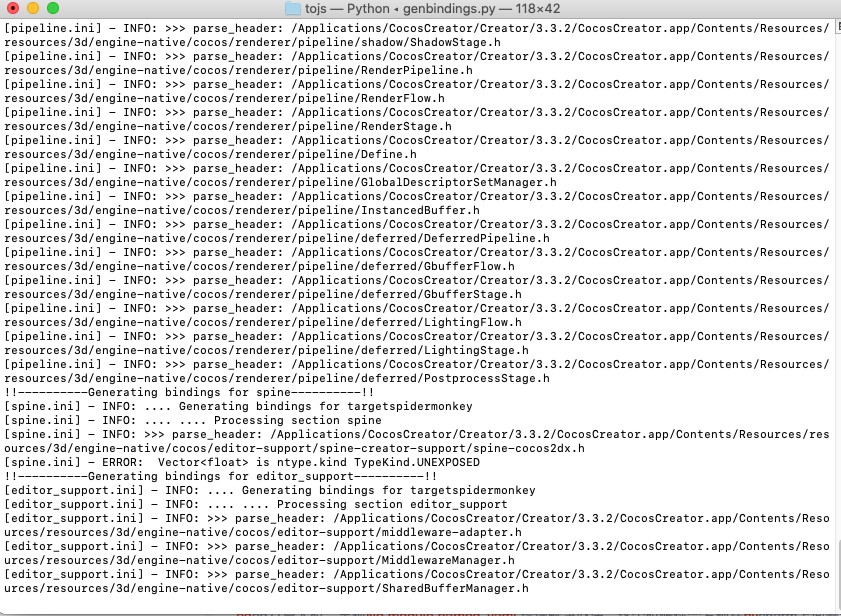 tojs — Python ◂ genbindings.py — 118×42
[pipeline.ini] - INFO: >>> parse_header: /Applications/CocosCreator/Creator/3.3.2/CocosCreator.app/Contents/Resources/
resources/3d/engine-native/cocos/renderer/pipeline/shadow/ShadowStage.h
[pipeline.ini] - INFO: >>> parse_header: /Applications/CocosCreator/Creator/3.3.2/CocosCreator.app/Contents/Resources/
resources/3d/engine-native/cocos/renderer/pipeline/RenderPipeline.h
[pipeline.ini] - INFO: >>> parse_header: /Applications/CocosCreator/Creator/3.3.2/CocosCreator.app/Contents/Resources/
resources/3d/engine-native/cocos/renderer/pipeline/RenderFlow.h
[pipeline.ini] - INFO: >>> parse_header: /Applications/CocosCreator/Creator/3.3.2/CocosCreator.app/Contents/Resources/
resources/3d/engine-native/cocos/renderer/pipeline/RenderStage.h
[pipeline.ini] - INFO: >>> parse_header: /Applications/CocosCreator/Creator/3.3.2/CocosCreator.app/Contents/Resources/
resources/3d/engine-native/cocos/renderer/pipeline/Define.h
[pipeline.ini] - INFO: >>> parse_header: /Applications/CocosCreator/Creator/3.3.2/CocosCreator.app/Contents/Resources/
resources/3d/engine-native/cocos/renderer/pipeline/GlobalDescriptorSetManager.h
[pipeline.ini] - INFO: >>> parse_header: /Applications/CocosCreator/Creator/3.3.2/CocosCreator.app/Contents/Resources/
resources/3d/engine-native/cocos/renderer/pipeline/InstancedBuffer.h
[pipeline.ini] - INFO: >>> parse_header: /Applications/CocosCreator/Creator/3.3.2/CocosCreator.app/Contents/Resources/
resources/3d/engine-native/cocos/renderer/pipeline/deferred/DeferredPipeline.h
[pipeline.ini] - INFO: >>> parse_header: /Applications/CocosCreator/Creator/3.3.2/CocosCreator.app/Contents/Resources/
resources/3d/engine-native/cocos/renderer/pipeline/deferred/GbufferFlow.h
[pipeline.ini] - INFO: >>> parse_header: /Applications/CocosCreator/Creator/3.3.2/CocosCreator.app/Contents/Resources/
resources/3d/engine-native/cocos/renderer/pipeline/deferred/GbufferStage.h
[pipeline.ini] - INFO: >>> parse_header: /Applications/CocosCreator/Creator/3.3.2/CocosCreator.app/Contents/Resources/
resources/3d/engine-native/cocos/renderer/pipeline/deferred/LightingFlow.h
[pipeline.ini] - INFO: >>> parse_header: /Applications/CocosCreator/Creator/3.3.2/CocosCreator.app/Contents/Resources/
resources/3d/engine-native/cocos/renderer/pipeline/deferred/LightingStage.h
[pipeline.ini] - INFO: >>> parse_header: /Applications/CocosCreator/Creator/3.3.2/CocosCreator.app/Contents/Resources/
resources/3d/engine-native/cocos/renderer/pipeline/deferred/PostprocessStage.h
!!----------Generating bindings for spine----------!!
[spine.ini] - INFO: .... Generating bindings for targetspidermonkey
[spine.ini] - INFO: .... .... Processing section spine
[spine.ini] - INFO: >>> parse_header: /Applications/CocosCreator/Creator/3.3.2/CocosCreator.app/Contents/Resources/res
ources/3d/engine-native/cocos/editor-support/spine-creator-support/spine-cocos2dx.h
[spine.ini] - ERROR:  Vector<float> is ntype.kind TypeKind.UNEXPOSED
!!----------Generating bindings for editor_support----------!!
[editor_support.ini] - INFO: .... Generating bindings for targetspidermonkey
[editor_support.ini] - INFO: .... .... Processing section editor_support
[editor_support.ini] - INFO: >>> parse_header: /Applications/CocosCreator/Creator/3.3.2/CocosCreator.app/Contents/Reso
urces/resources/3d/engine-native/cocos/editor-support/middleware-adapter.h
[editor_support.ini] - INFO: >>> parse_header: /Applications/CocosCreator/Creator/3.3.2/CocosCreator.app/Contents/Reso
urces/resources/3d/engine-native/cocos/editor-support/MiddlewareManager.h
[editor_support.ini] - INFO: >>> parse_header: /Applications/CocosCreator/Creator/3.3.2/CocosCreator.app/Contents/Reso
urces/resources/3d/engine-native/cocos/editor-support/SharedBufferManager.h